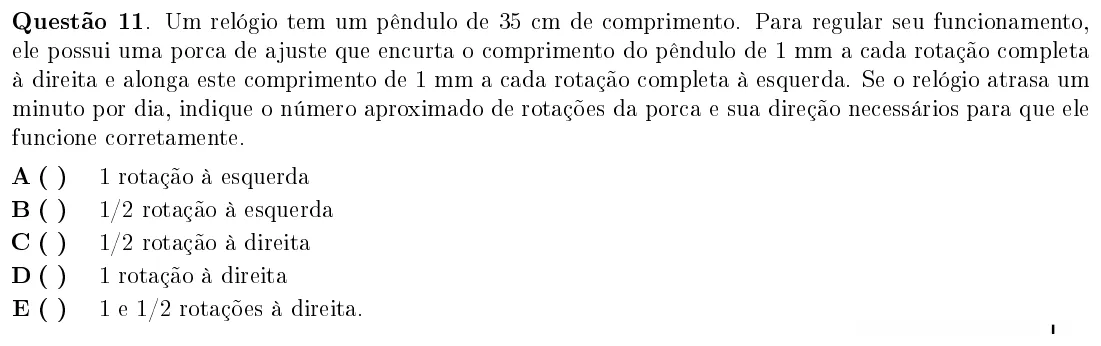 Questão 11. Um relógio tem um pêndulo de 35 cm de comprimento. Para regular seu funcionamento,
ele possui uma porca de ajuste que encurta o comprimento do pêndulo de 1 mm a cada rotação completa
à direita e alonga este comprimento de 1 mm a cada rotação completa à esquerda. Se o relógio atrasa um
minuto por dia, indique o número aproximado de rotações da porca e sua direção necessários para que ele
funcione corretamente.
A ( ) 1 rotação à esquerda
B ( ) 1/2 rotação à esquerda
C ( ) 1/2 rotação à direita
D ( ) 1 rotação à direita
E ( ) 1 e 1/2 rotações à direita.